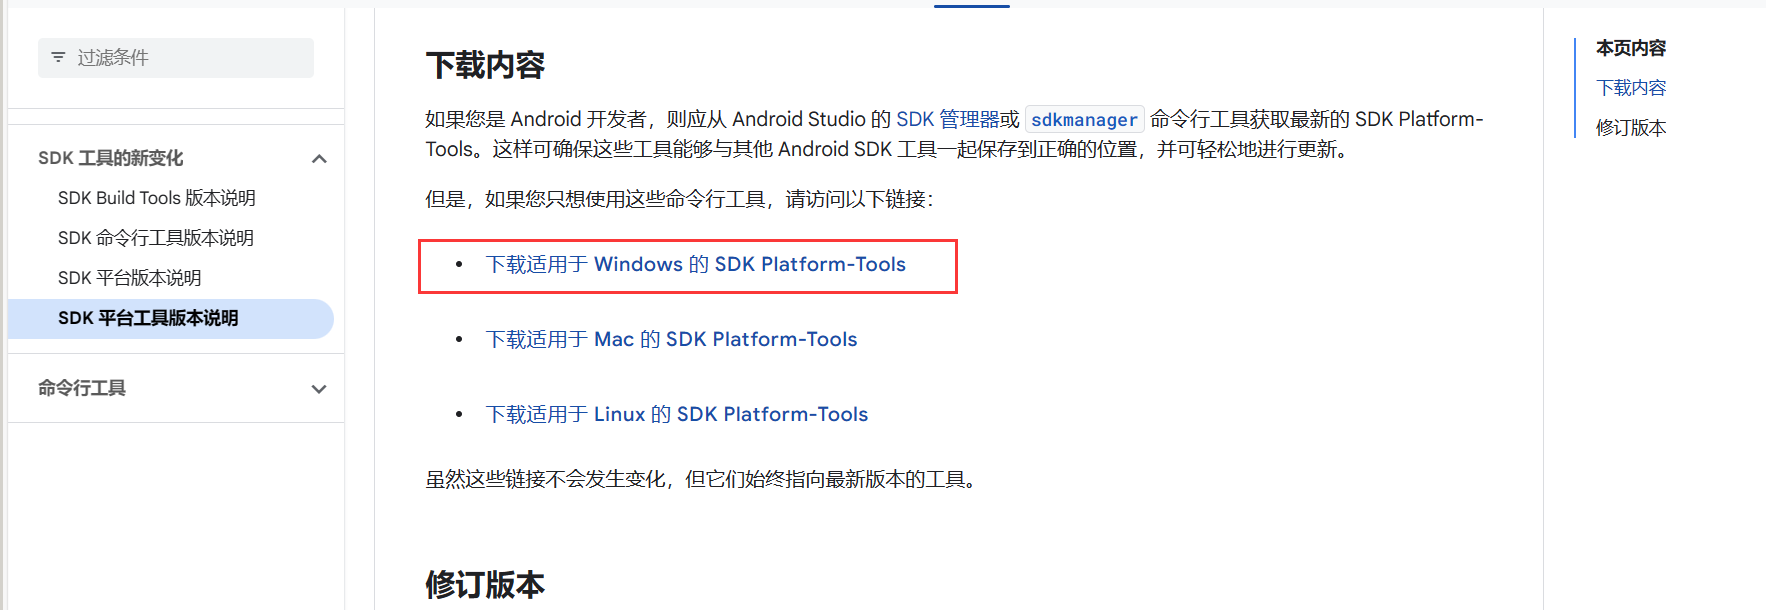 过滤条件
SDK 工具的新变化
SDK Build Tools 版本说明
SDK 命令行工具版本说明
SDK 平台版本说明
SDK 平台工具版本说明
命令行工具
下载内容
如果您是 Android 开发者，则应从 Android Studio 的 SDK 管理器或 sdkmanager 命令行工具获取最新的 SDK Platform-
Tools。这样可确保这些工具能够与其他 Android SDK 工具一起保存到正确的位置，并可轻松地进行更新。
但是，如果您只想使用这些命令行工具，请访问以下链接：
• 下载适用于 Windows 的 SDK Platform-Tools
• 下载适用于 Mac 的 SDK Platform-Tools
• 下载适用于 Linux 的 SDK Platform-Tools
虽然这些链接不会发生变化，但它们始终指向最新版本的工具。
修订版本
本页内容
下载内容
修订版本